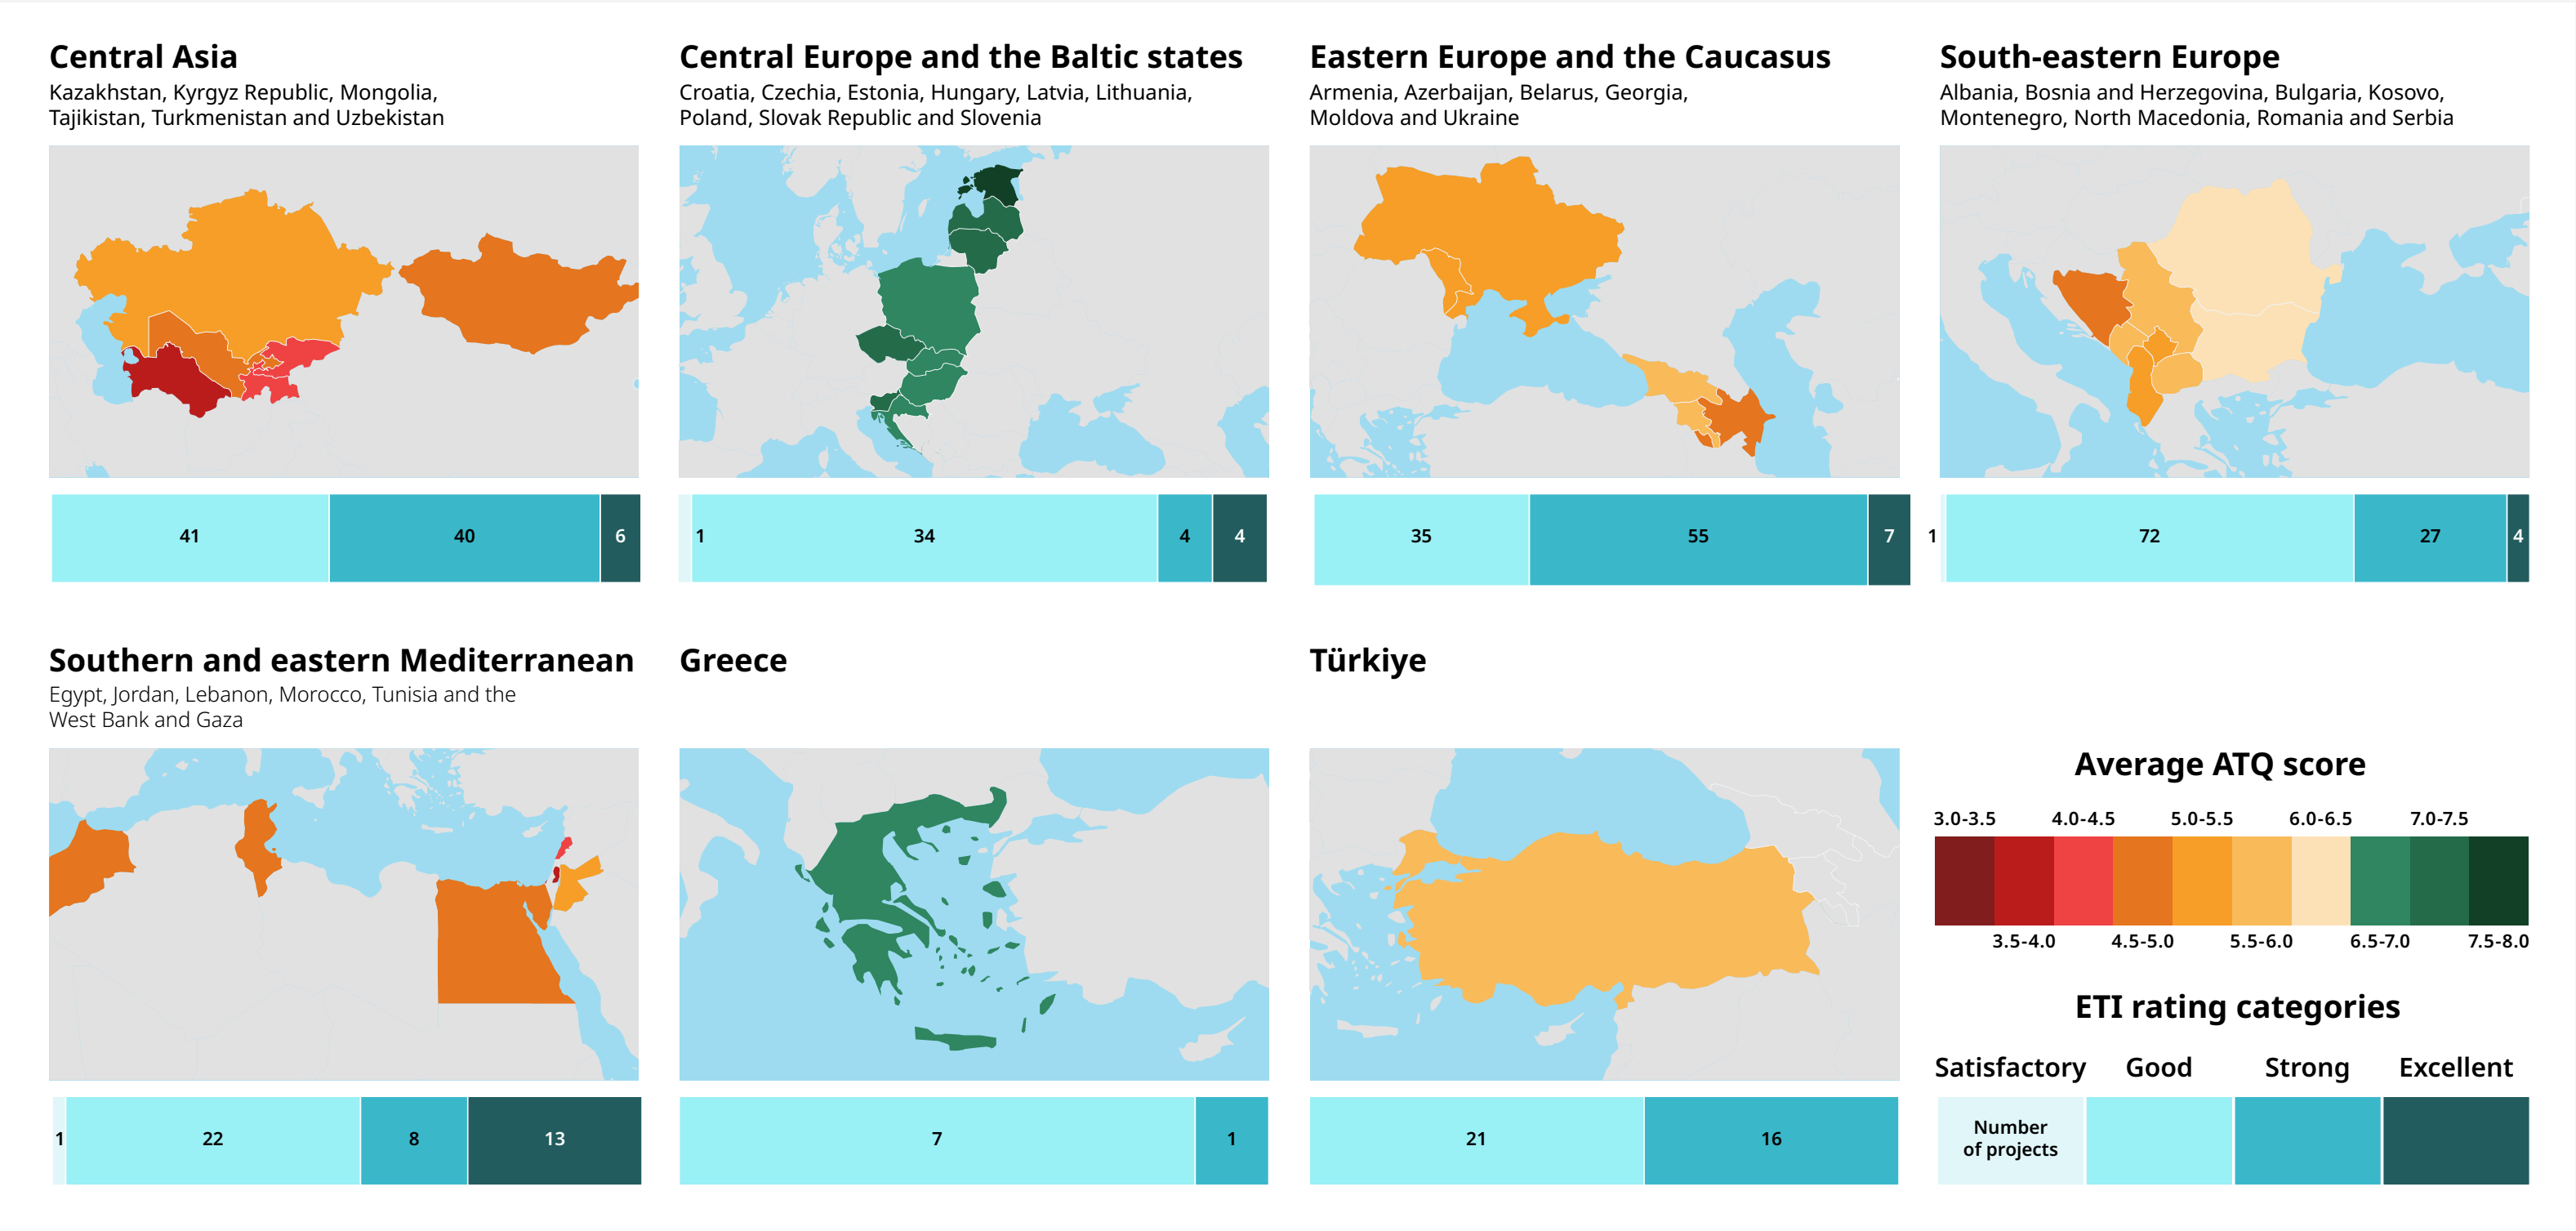 Central Asia
Kazakhstan, Kyrgyz Republic, Mongolia,
Tajikistan, Turkmenistan and Uzbekistan
41
40
6
Central Europe and the Baltic states
Croatia, Czechia, Estonia, Hungary, Latvia, Lithuania,
Poland, Slovak Republic and Slovenia
1
34
4
4
Eastern Europe and the Caucasus
Armenia, Azerbaijan, Belarus, Georgia,
Moldova and Ukraine
35
55
7
South-eastern Europe
Albania, Bosnia and Herzegovina, Bulgaria, Kosovo,
Montenegro, North Macedonia, Romania and Serbia
1
72
27
4
Southern and eastern Mediterranean
Egypt, Jordan, Lebanon, Morocco, Tunisia and the
West Bank and Gaza
1
22
8
13
Greece
7
1
Türkiye
21
16
Average ATQ score
3.0-3.5
4.0-4.5
5.0-5.5
6.0-6.5
7.0-7.5
3.5-4.0
4.5-5.0
5.5-6.0
6.5-7.0
7.5-8.0
ETI rating categories
Satisfactory
Good
Strong
Excellent
Number
of projects